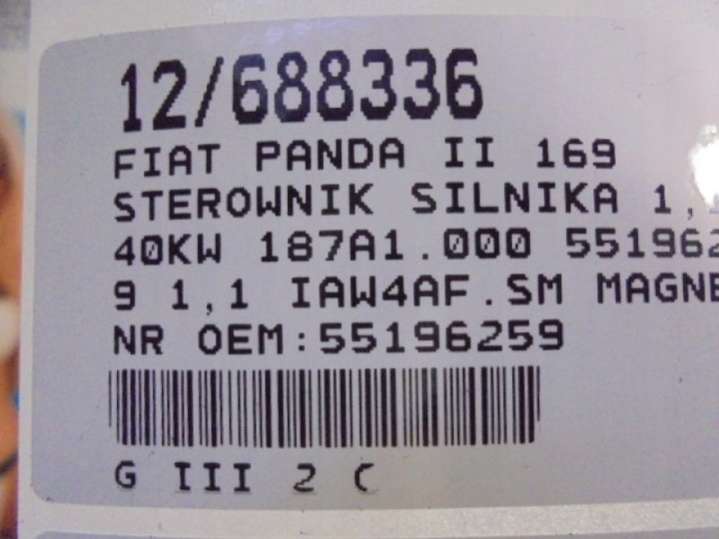 12/688336
FIAT PANDA II 169
STEROWNIK SILNIKA 1,
40KW 187A1.000 551962
9 1,1 IAW4AF.SM MAGNE
NR OEM:55196259
G III 2 C